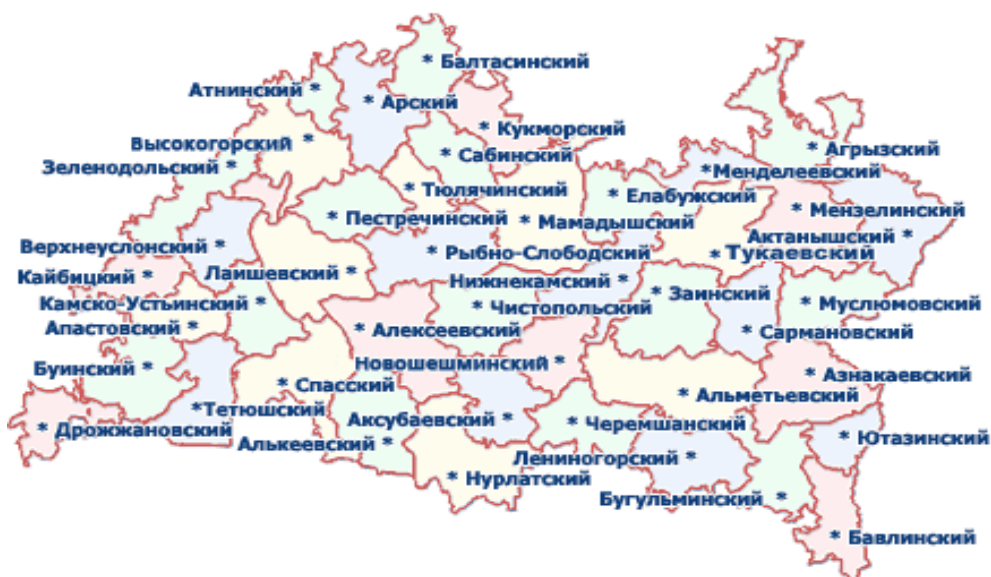 * Балтасинский
Атнинский *
* Арский
* Кукморский
Высокогорский *
* Агрызский
* Сабинский
Зеленодольский *
* Менделеевский
* Тюлячинский
* Елабужский
* Мензелинский
* Пестречинский
* Мамадышский
Актанышский *
Верхнеуслонский *
* Рыбно-Слободский
* Тукаевский
Кайбицкий *
Лаишевский *
Нижнекамский *
* Заинский
Камско-Устьинский *
* Чистопольский
* Муслюмовский
Апастовский *
* Алексеевский
* Сармановский
Буинский *
Новошешминский *
* Азнакаевский
* Спасский
* Альметьевский
*Тетюшский
Аксубаевский *
* Черемшанский
* Дрожжановский
Алькеевский *
* Ютазинский
Лениногорский *
* Нурлатский
Бугульминский *
* Бавлинский